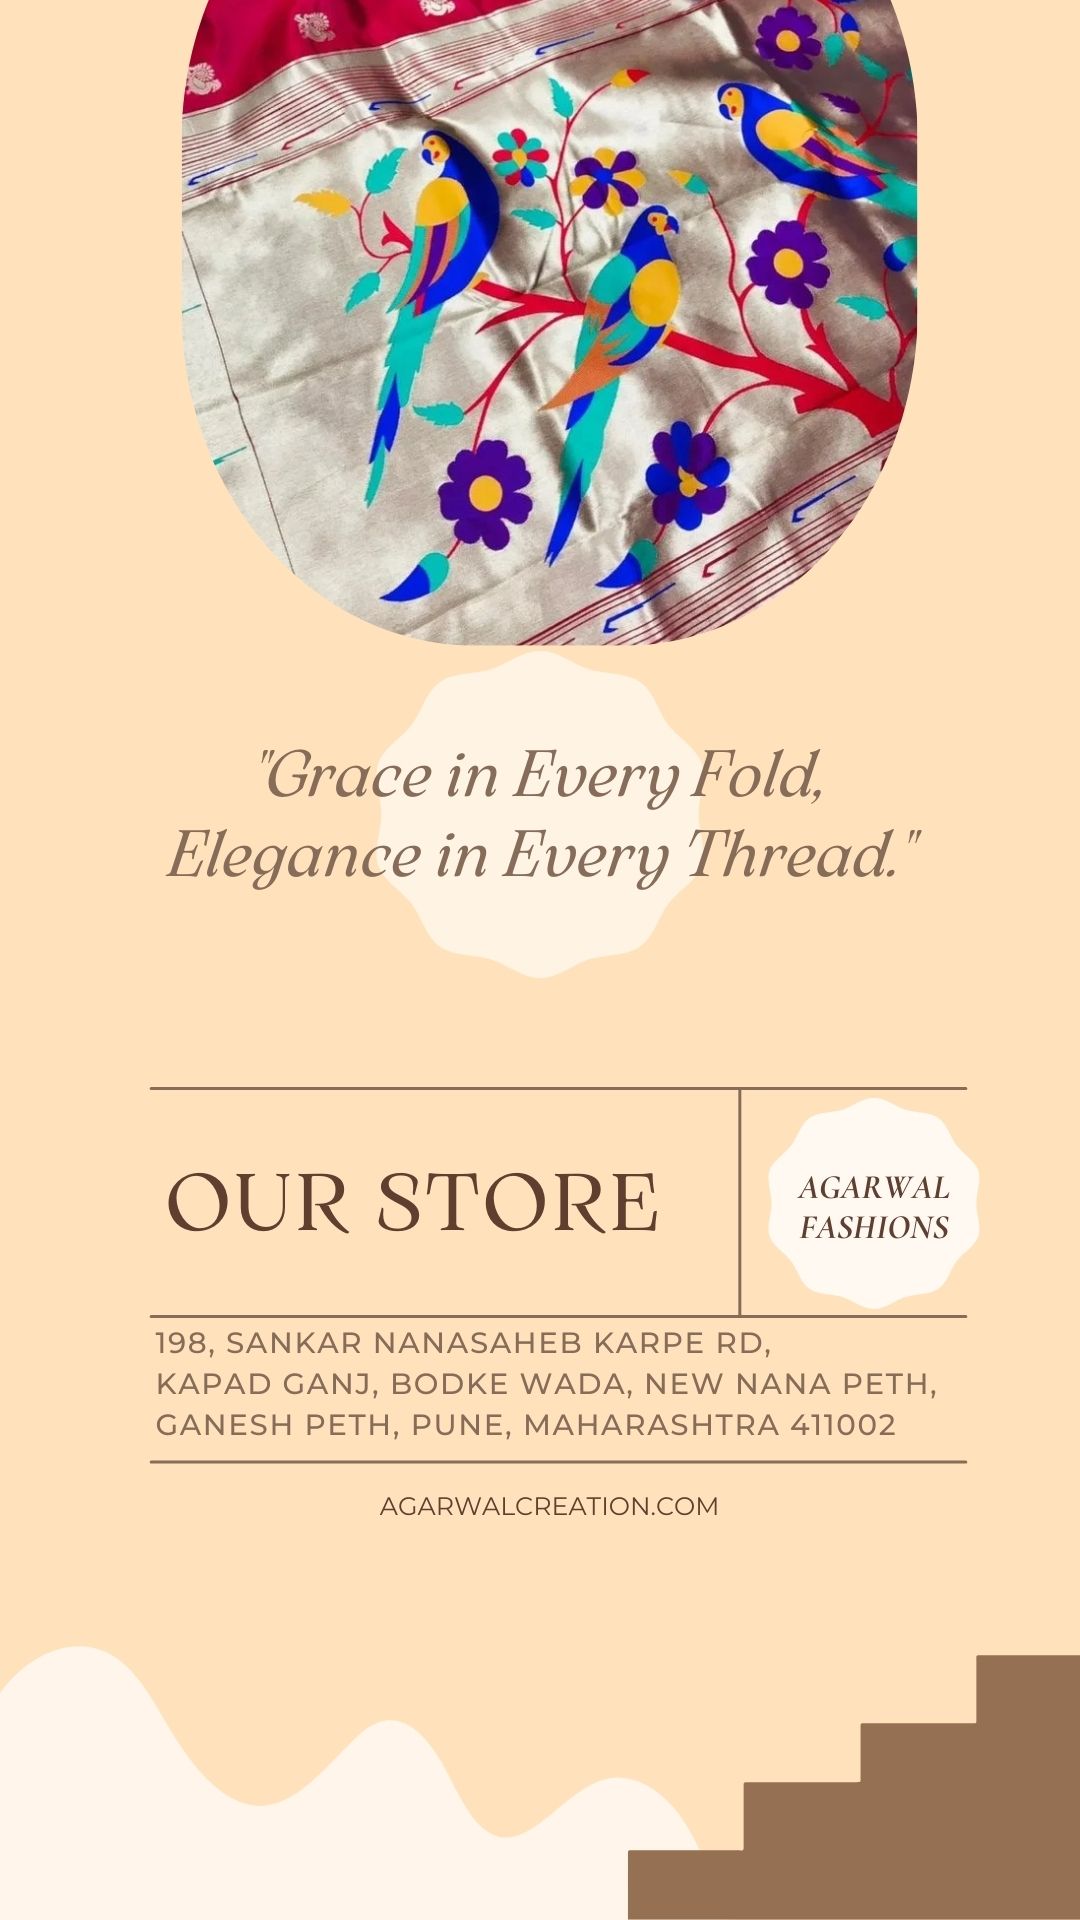 "Grace in Every Fold,
Elegance in Every Thread."
OUR STORE
AGARWAL
FASHIONS
198, SANKAR NANASAHEB KARPE RD,
KAPAD GANJ, BODKE WADA, NEW NANA PETH,
GANESH PETH, PUNE, MAHARASHTRA 411002
AGARWALCREATION.COM